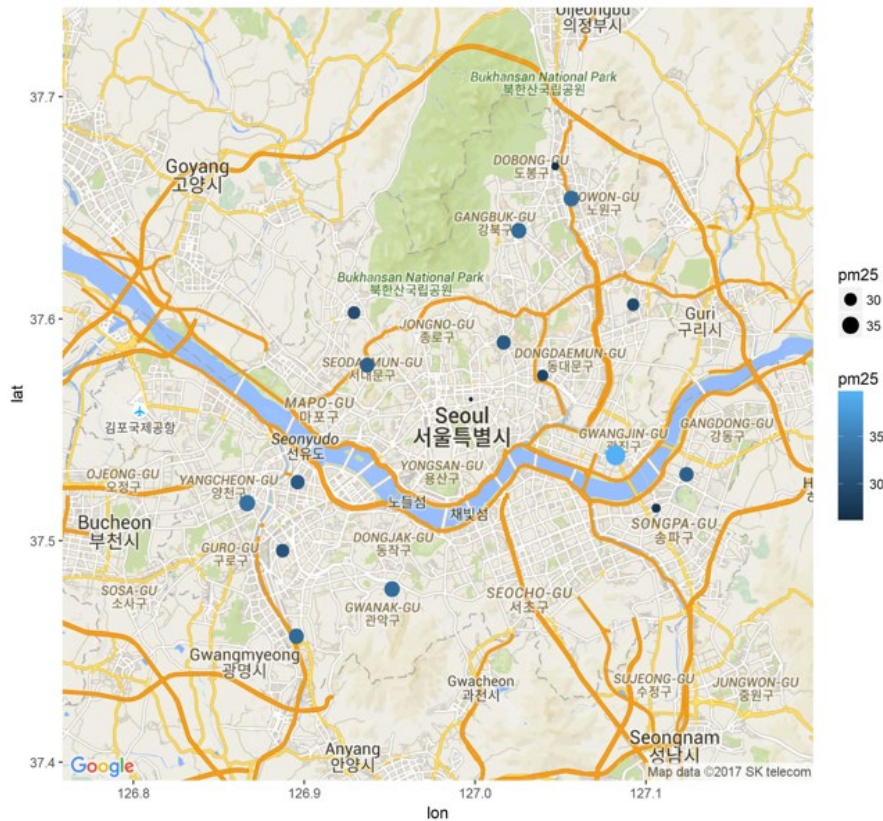 Uijeongbu
의정부시
Bukhansan National Park
북한산국립공원
37.7
DOBONG-GU
도봉구
Goyang
고양시
OWON-GU
노원구
GANGBUK-GU
강북구
Bukhansan National Park
북한산국립공원
37.6
JONGNO-GU
종로구
Guri
구리시
SEODAEMUN-GU
서대문구
DONGDAEMUN-GU
동대문구
MAPO-GU
마포구
김포국제공항
Seoul
서울특별시
GWANGJIN-GU
광진구
GANGDONG-GU
강동구
Seonyudo
선유도
YONGSAN-GU
용산구
OJEONG-GU
오정구
YANGCHEON-GU
양천구
노들섬
채빛섬
Bucheon
부천시
SONGPA-GU
송파구
37.5
GURO-GU
구로구
DONGJAK-GU
동작구
SOSA-GU
소사구
GWANAK-GU
관악구
SEOCHO-GU
서초구
Gwangmyeong
광명시
Gwacheon
과천시
SUJEONG-GU
수정구
JUNGWON-GU
중원구
Seongnam
성남시
Anyang
안양시
37.4
Google
Map data ©2017 SK telecom
126.8
126.9
127.0
127.1
lon
lat
pm25
30
35
pm25
35
30